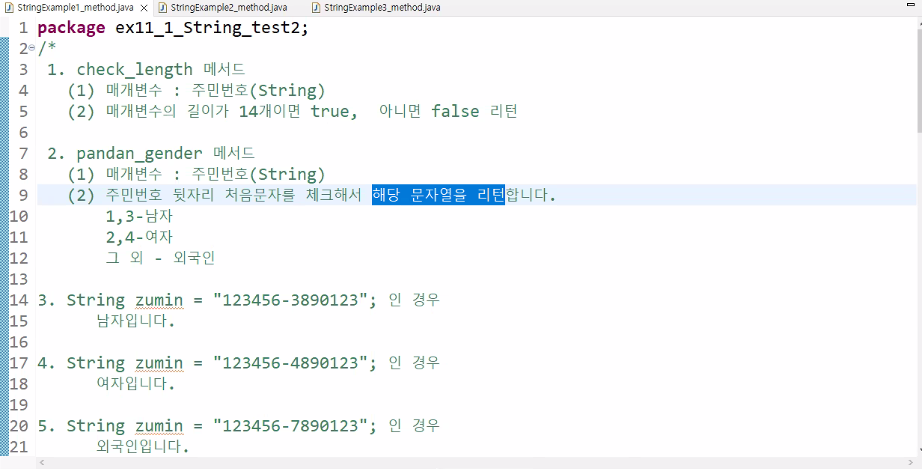 StringExample1_method.java StringExample2_method.java StringExample3_method.java
1 package ex11_1_String_test2;
2 /*
3 1. check_length 메서드
4 (1) 매개변수 : 주민번호(String)
5 (2) 매개변수의 길이가 14개이면 true, 아니면 false 리턴
6
7 2. pandan_gender 메서드
8 (1) 매개변수 : 주민번호(String)
9 (2) 주민번호 뒷자리 처음문자를 체크해서 해당 문자열을 리턴합니다.
10 1,3-남자
11 2,4-여자
12 그 외 - 외국인
13
14 3. String zumin = "123456-3890123"; 인 경우
15 남자입니다.
16
17 4. String zumin = "123456-4890123"; 인 경우
18 여자입니다.
19
20 5. String zumin = "123456-7890123"; 인 경우
21 외국인입니다.